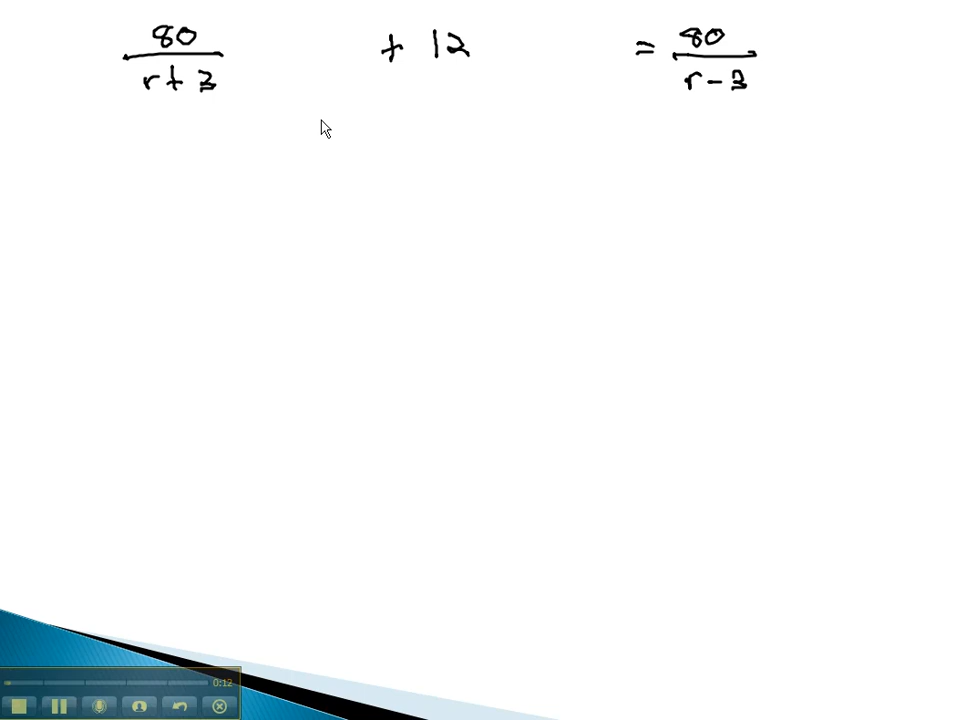 80 + 12 = 80
r + 3 r - 3
0:12